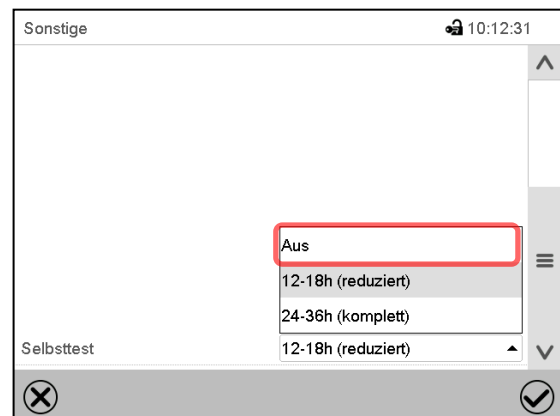 Sonstige 10:12:31
Aus
12-18h (reduziert)
24-36h (komplett)
Selbsttest 12-18h (reduziert)